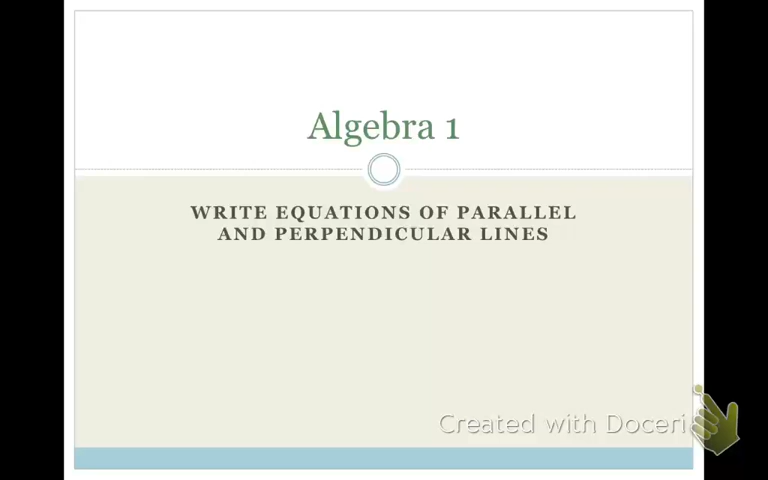 Algebra 1
WRITE EQUATIONS OF PARALLEL
AND PERPENDICULAR LINES
Created with Doceri